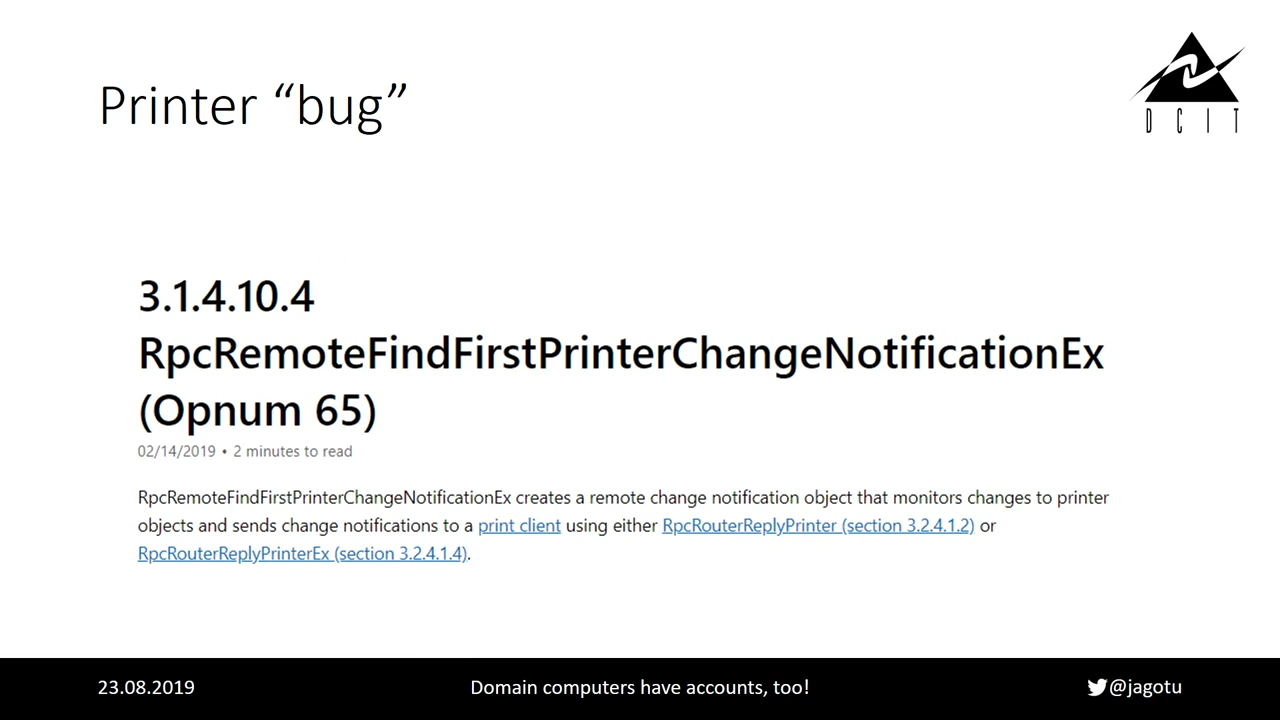 Printer “bug”
DCIT
3.1.4.10.4
RpcRemoteFindFirstPrinterChangeNotificationEx
(Opnum 65)
02/14/2019 • 2 minutes to read
RpcRemoteFindFirstPrinterChangeNotificationEx creates a remote change notification object that monitors changes to printer
objects and sends change notifications to a print client using either RpcRouterReplyPrinter (section 3.2.4.1.2) or
RpcRouterReplyPrinterEx (section 3.2.4.1.4).
23.08.2019
Domain computers have accounts, too!
@jagotu